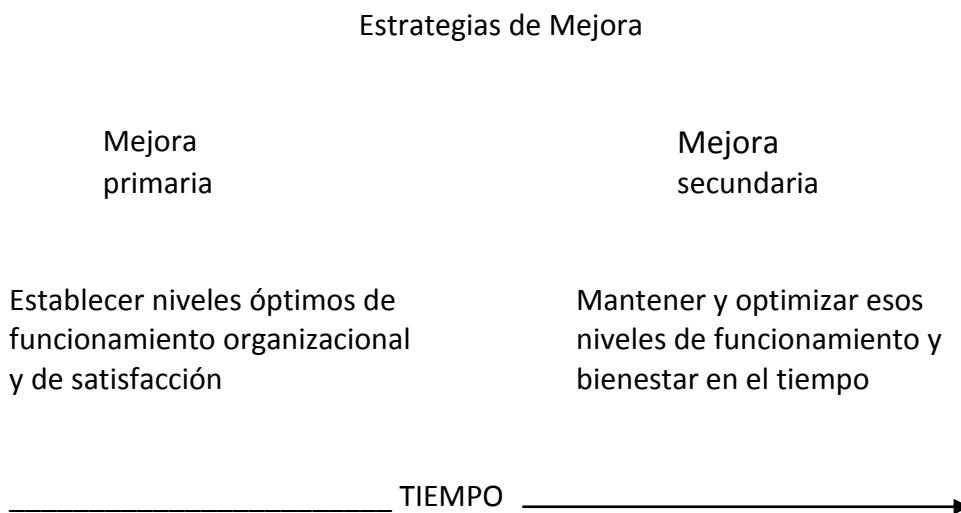 Estrategias de Mejora
Mejora
primaria
Mejora
secundaria
Establecer niveles óptimos de
funcionamiento organizacional
y de satisfacción
Mantener y optimizar esos
niveles de funcionamiento y
bienestar en el tiempo
TIEMPO